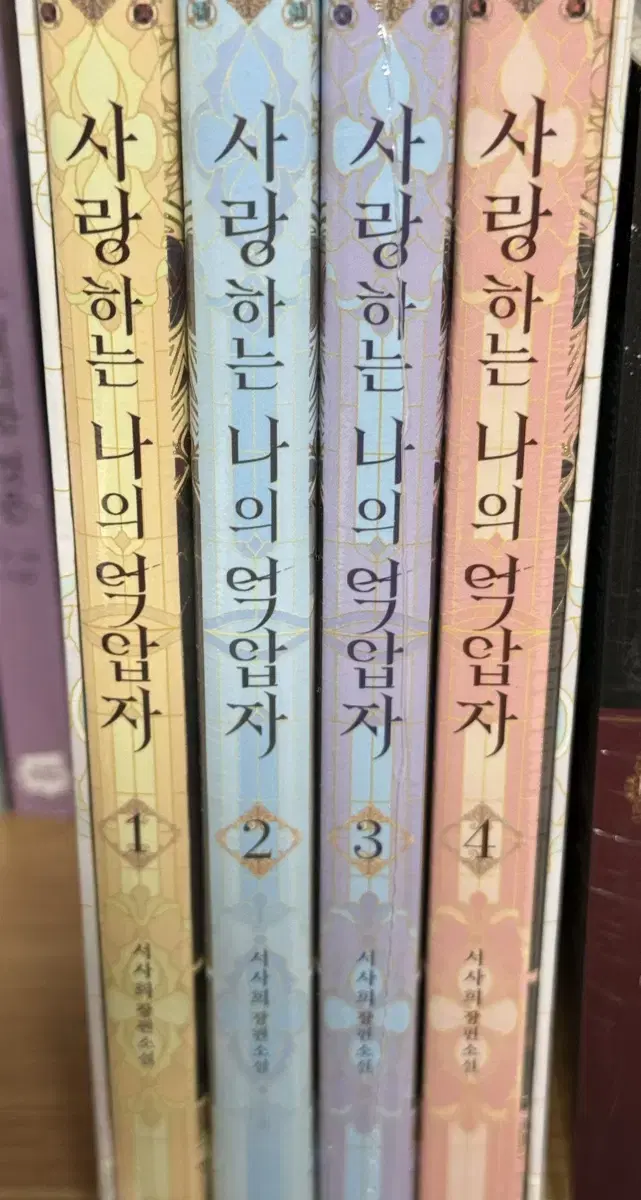 사랑하는 나의 억압자
1
서사희 장편소설
사랑하는 나의 억압자
2
서사희 장편소설
사랑하는 나의 억압자
3
서사희 장편소설
사랑하는 나의 억압자
4
서사희 장편소설